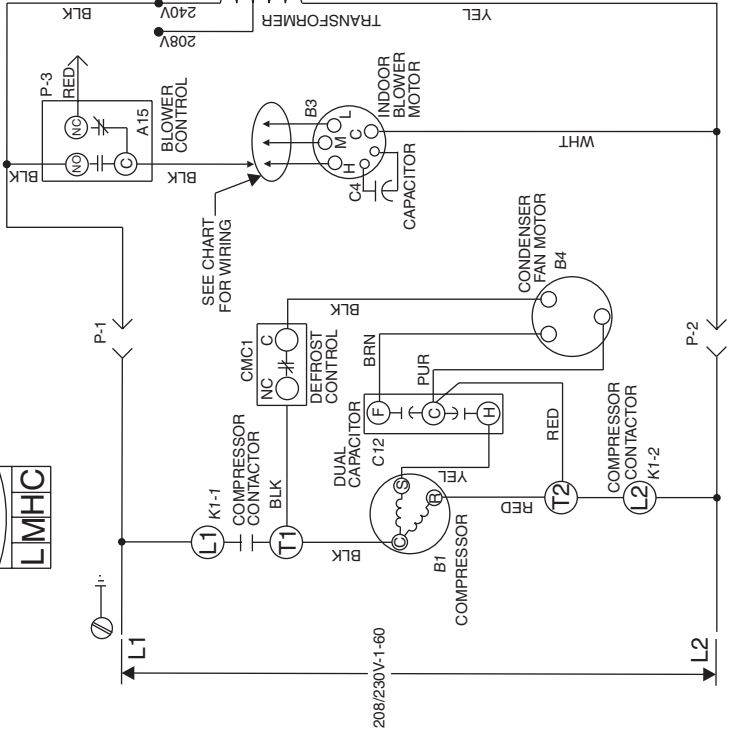 BLK
240V
208V
TRANSFORMER
YEL
P-3
RED
NC
NO
C
A15
BLOWER
CONTROL
BLK
BLK
B3
L
M
C
H
INDOOR
BLOWER
MOTOR
C4
CAPACITOR
WHT
SEE CHART
FOR WIRING
P-1
CMC1
NC
C
DEFROST
CONTROL
BLK
CONDENSER
FAN MOTOR
B4
BRN
PUR
P-2
DUAL
CAPACITOR
C12
F
C
H
RED
L M H C
K1-1
COMPRESSOR
CONTACTOR
L1
T1
BLK
BLK
YEL
S
R
C
B1
COMPRESSOR
RED
T2
L2
COMPRESSOR
CONTACTOR
K1-2
L1
208/230V-1-60
L2